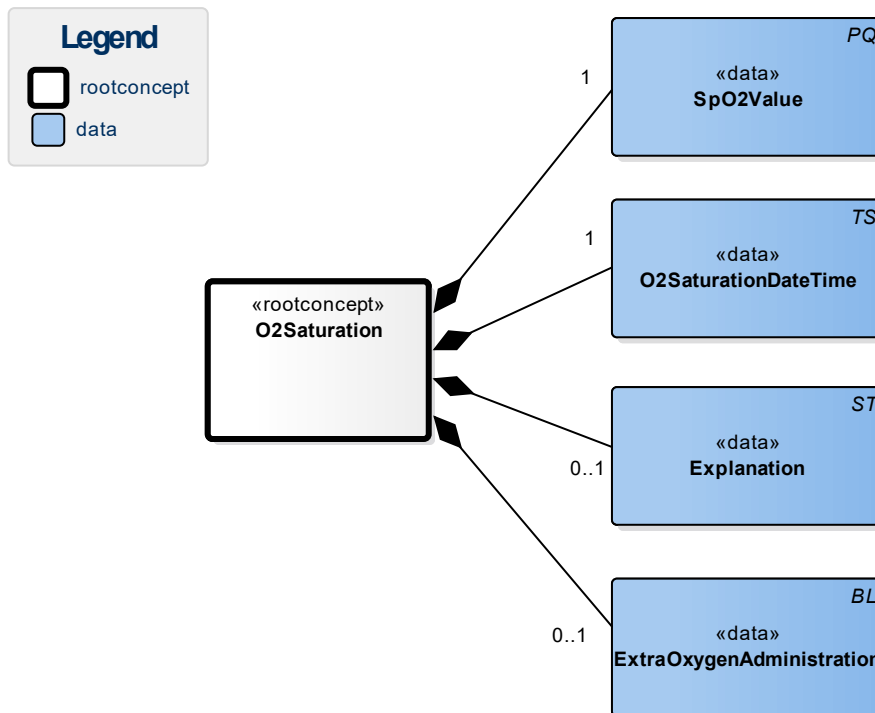 Legend
rootconcept
data
PQ
«data»
SpO2Value
1
TS
«data»
O2SaturationDateTime
1
«rootconcept»
O2Saturation
ST
«data»
Explanation
0..1
BL
«data»
ExtraOxygenAdministration
0..1